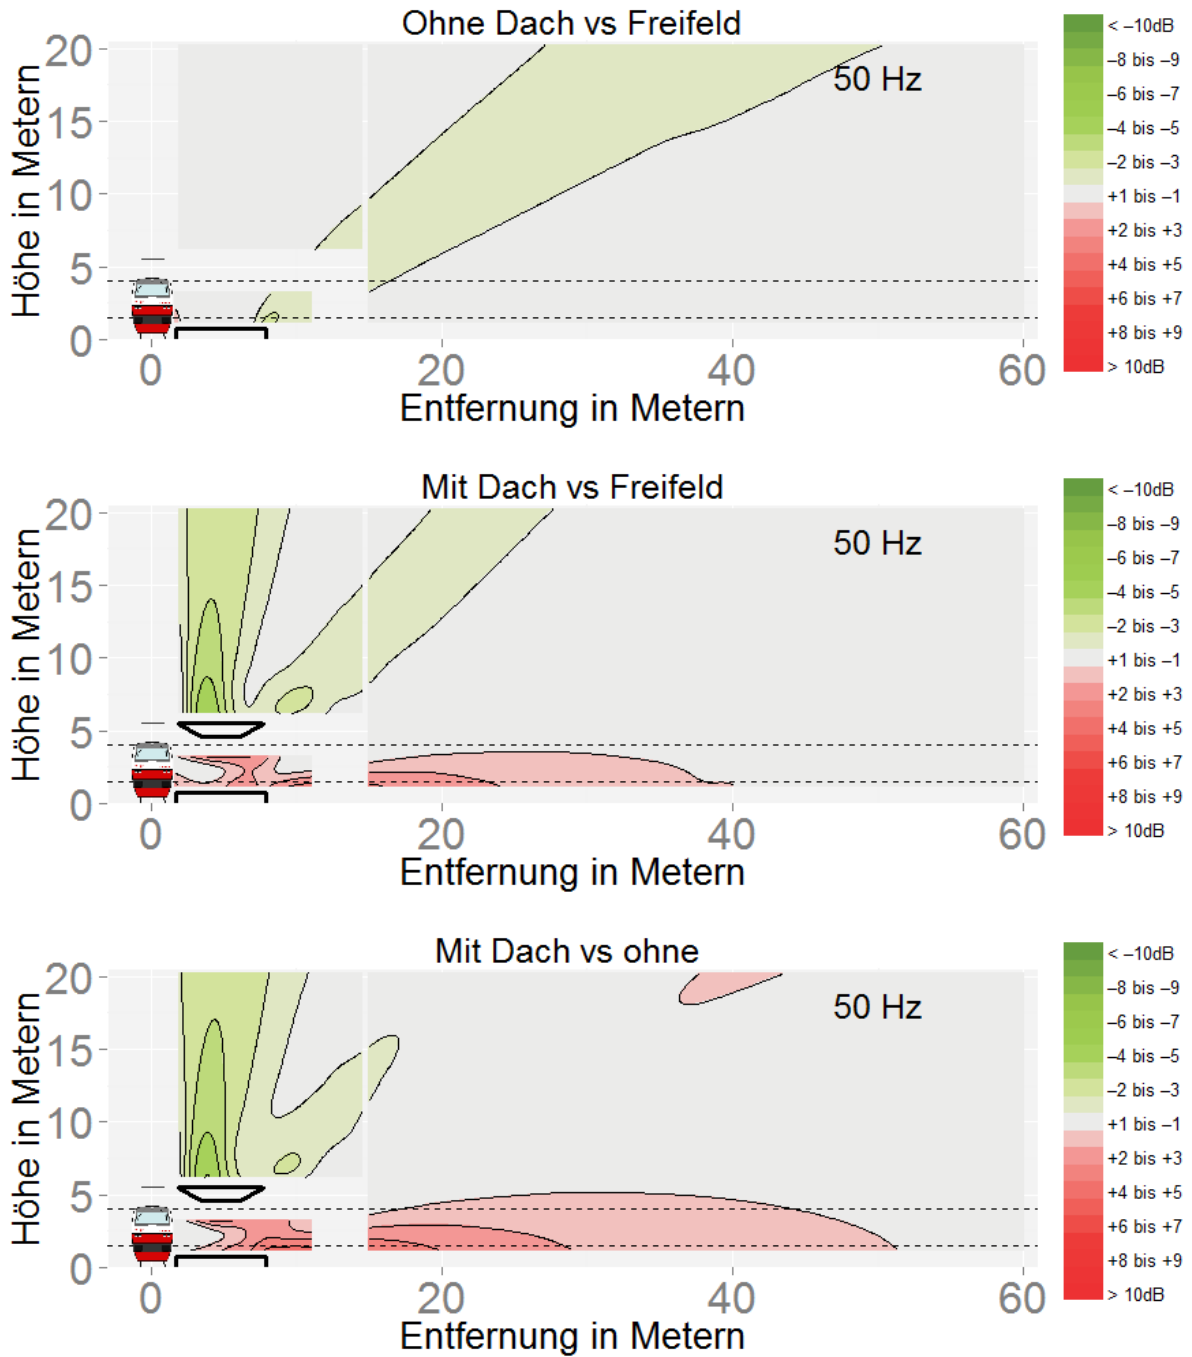 Ohne Dach vs Freifeld
50 Hz
Höhe in Metern
20
15
10
5
0
0
20
40
60
Entfernung in Metern
< –10dB
–8 bis –9
–6 bis –7
–4 bis –5
–2 bis –3
+1 bis –1
+2 bis +3
+4 bis +5
+6 bis +7
+8 bis +9
> 10dB
Mit Dach vs Freifeld
50 Hz
Höhe in Metern
20
15
10
5
0
0
20
40
60
Entfernung in Metern
< –10dB
–8 bis –9
–6 bis –7
–4 bis –5
–2 bis –3
+1 bis –1
+2 bis +3
+4 bis +5
+6 bis +7
+8 bis +9
> 10dB
Mit Dach vs ohne
50 Hz
Höhe in Metern
20
15
10
5
0
0
20
40
60
Entfernung in Metern
< –10dB
–8 bis –9
–6 bis –7
–4 bis –5
–2 bis –3
+1 bis –1
+2 bis +3
+4 bis +5
+6 bis +7
+8 bis +9
> 10dB